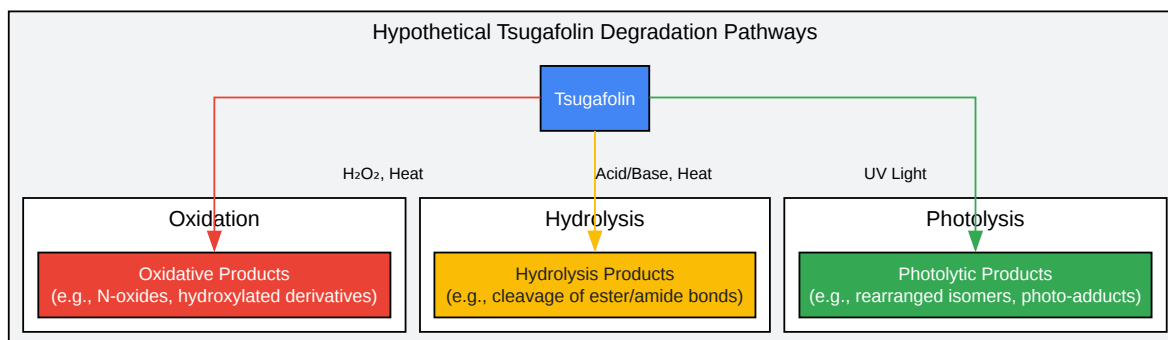 Hypothetical Tsugafolin Degradation Pathways
Tsugafolin
H₂O₂, Heat
Acid/Base, Heat
UV Light
Oxidation
Hydrolysis
Photolysis
Oxidative Products
(e.g., N-oxides, hydroxylated derivatives)
Hydrolysis Products
(e.g., cleavage of ester/amide bonds)
Photolytic Products
(e.g., rearranged isomers, photo-adducts)